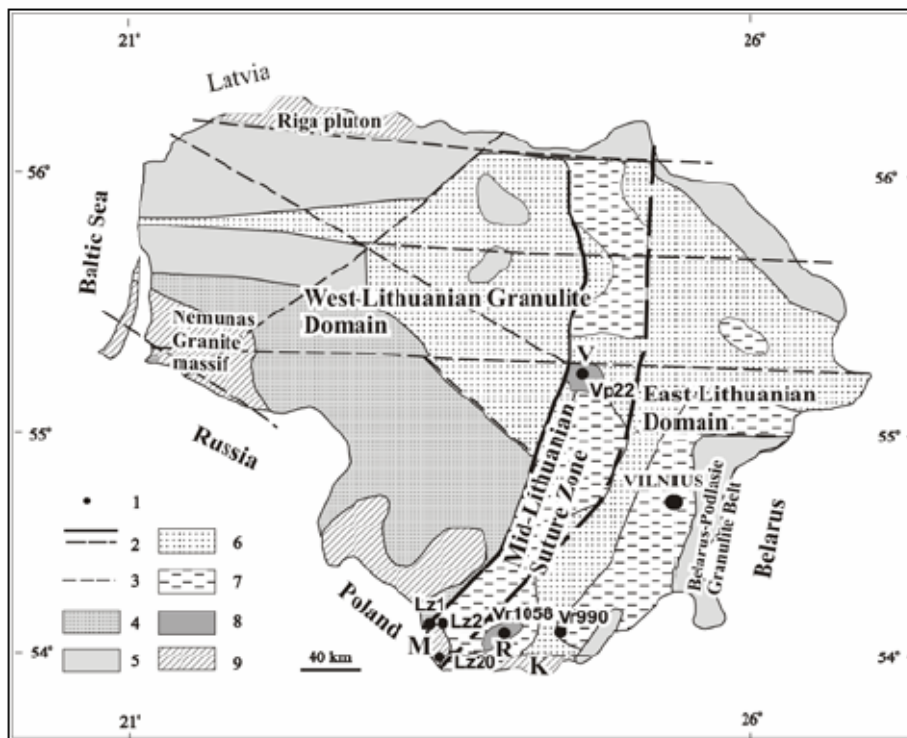 21°
26°
Latvia
Riga pluton
56°
56°
Baltic Sea
West-Lithuanian Granulite
Domain
Nemunas
Granite
massif
V
Vp22
East-Lithuanian
Domain
55°
55°
Russia
Mid-Lithuanian
Suture Zone
VILNIUS
Belarus-Podlasie
Granulite Belt
Belarus
1
2
3
4
5
6
7
8
9
Poland
Lz1
Lz2
Vr1058
Vr990
M
R
Lz20
K
40 km
54°
54°
21°
26°